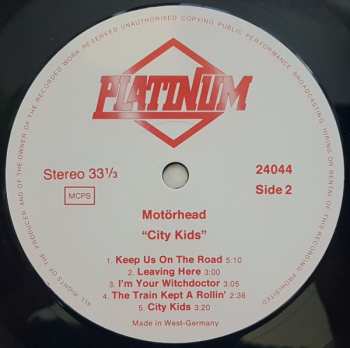 ALL RIGHTS OF THE PRODUCER AND OF THE OWNER OF THE RECORDED WORK RESERVED UNAUTHORISED COPYING PUBLIC PERFORMANCE BROADCASTING HIRING OR RENTAL OF THIS RECORDING PROHIBITED
PLATINUM
Stereo 33 1/3
24044
MCPS
Side 2
Motörhead
"City Kids"
1. Keep Us On The Road 5:10
2. Leaving Here 3:00
3. I'm Your Witchdoctor 3:05
4. The Train Kept A Rollin' 2:38
5. City Kids 3:20
Made in West-Germany